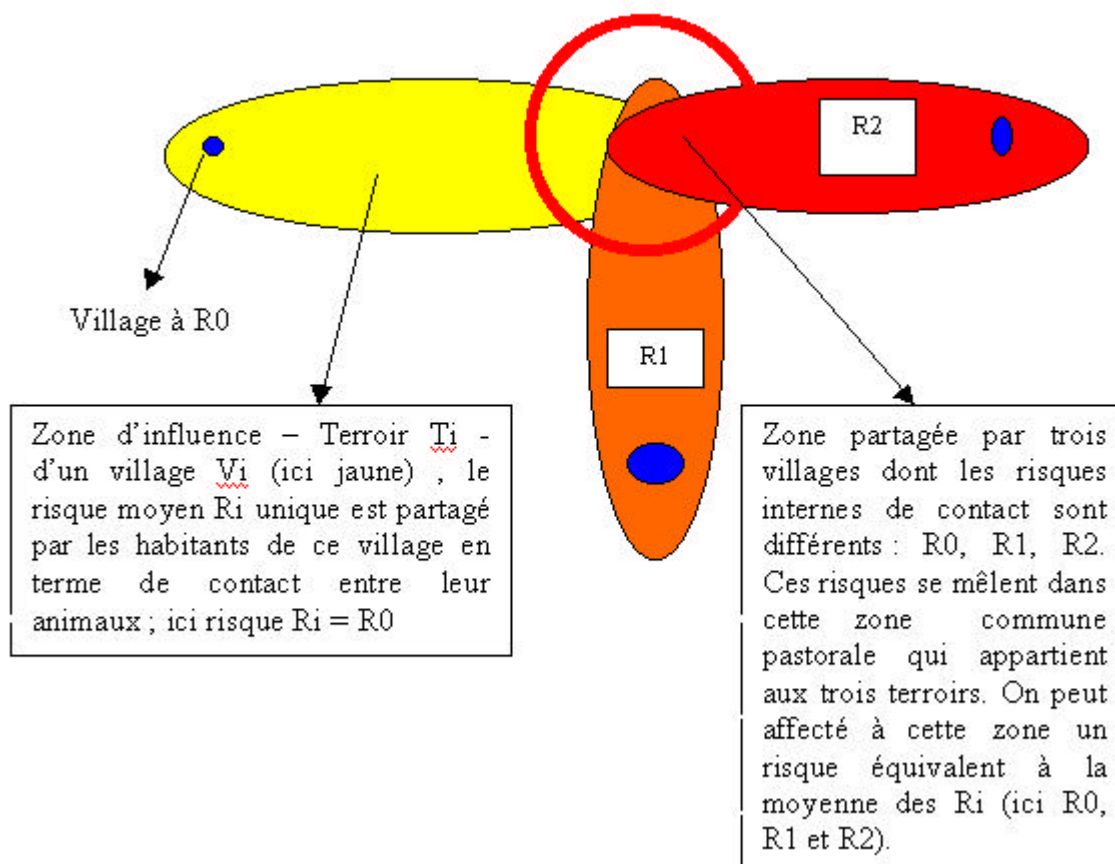 R2
Village à R0
R1
Zone d’influence – Terroir Ti -
d’un village Vi (ici jaune) , le
risque moyen Ri unique est partagé
par les habitants de ce village en
terme de contact entre leur
animaux ; ici risque Ri = R0
Zone partagée par trois
villages dont les risques
internes de contact sont
différents : R0, R1, R2.
Ces risques se mêlent dans
cette zone commune
pastorale qui appartient
aux trois terroirs. On peut
affecté à cette zone un
risque équivalent à la
moyenne des Ri (ici R0,
R1 et R2).